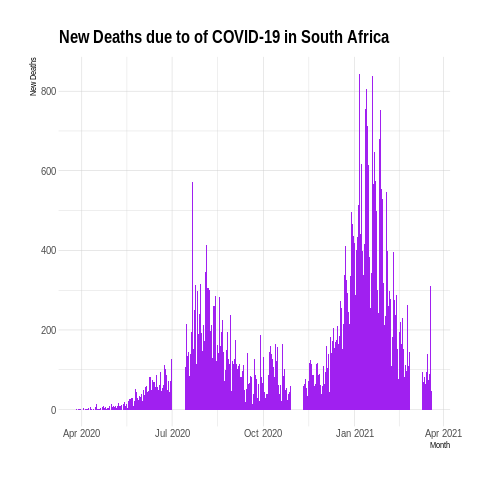 New Deaths due to of COVID-19 in South Africa
New Deaths
800
600
400
200
0
Apr 2020 Jul 2020 Oct 2020 Jan 2021 Apr 2021
Month